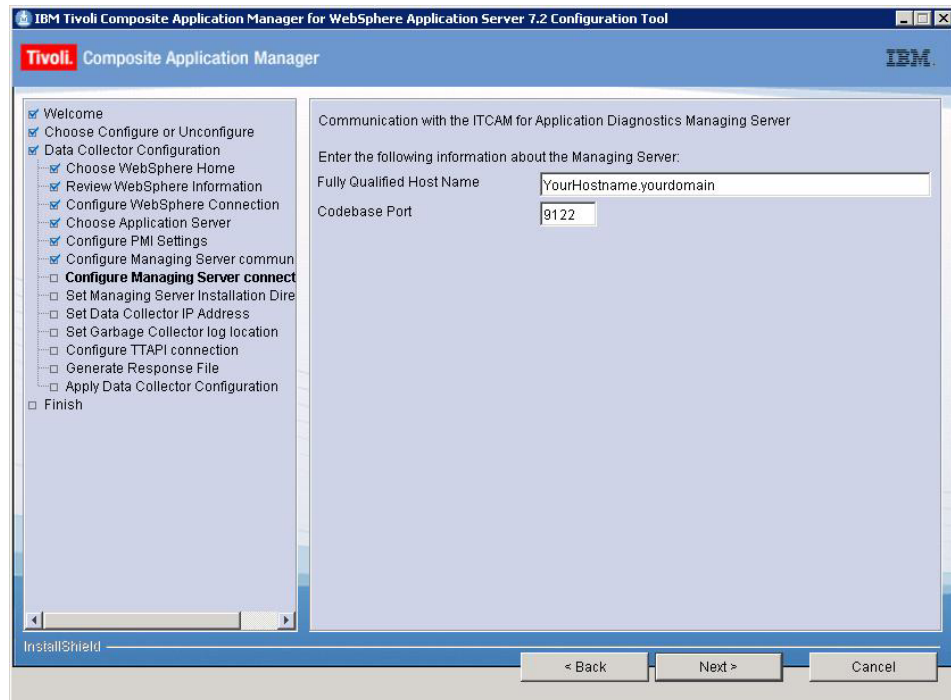 IBM Tivoli Composite Application Manager for WebSphere Application Server 7.2 Configuration Tool
Tivoli. Composite Application Manager
IBM.
Welcome
Choose Configure or Unconfigure
Data Collector Configuration
Choose WebSphere Home
Review WebSphere Information
Configure WebSphere Connection
Choose Application Server
Configure PMI Settings
Configure Managing Server commun
Configure Managing Server connect
Set Managing Server Installation Dire
Set Data Collector IP Address
Set Garbage Collector log location
Configure TTAPI connection
Generate Response File
Apply Data Collector Configuration
Finish
Communication with the ITCAM for Application Diagnostics Managing Server
Enter the following information about the Managing Server:
Fully Qualified Host Name YourHostname.yourdomain
Codebase Port 9122
InstallShield
< Back Next > Cancel